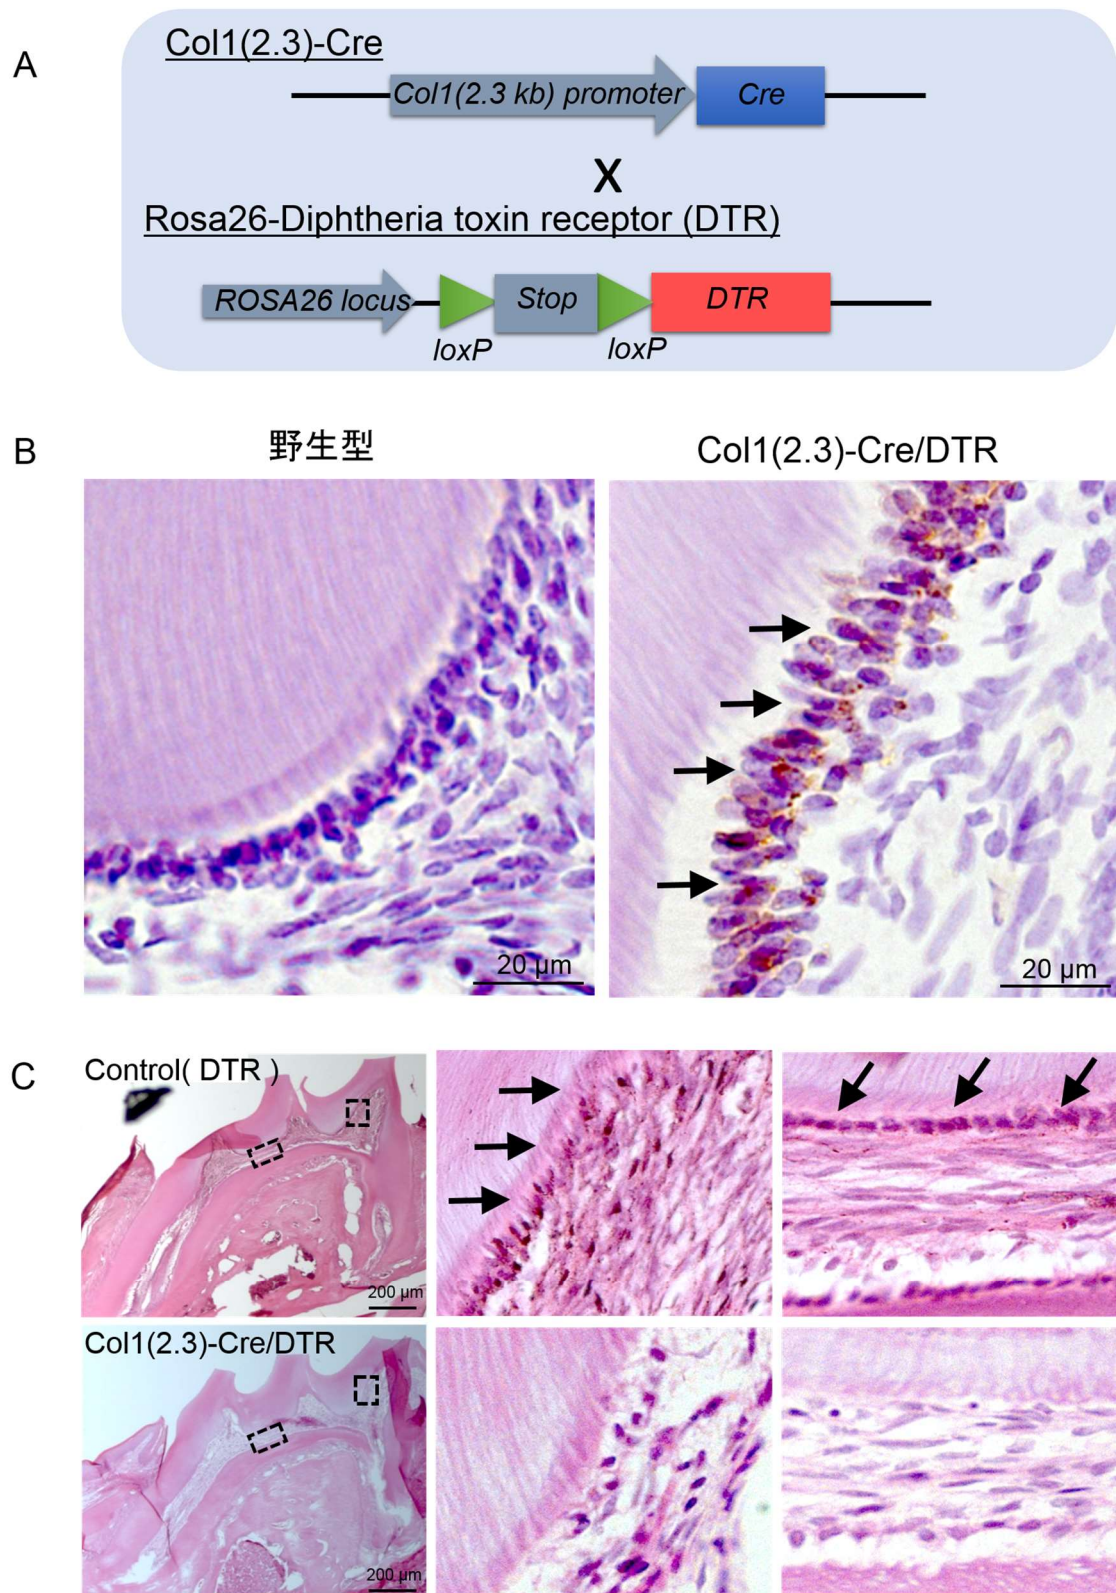 A
Col1(2.3)-Cre
Col1(2.3 kb) promoter
Cre
X
Rosa26-Diphtheria toxin receptor (DTR)
ROSA26 locus
Stop
DTR
loxP
loxP
B
野生型
Col1(2.3)-Cre/DTR
20 μm
20 μm
C
Control( DTR )
200 μm
Col1(2.3)-Cre/DTR
200 μm